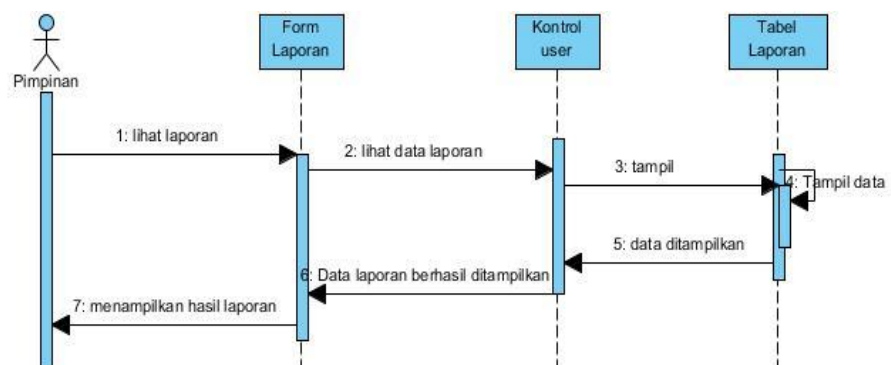 Pimpinan
Form
Laporan
Kontrol
user
Tabel
Laporan
1: lihat laporan
2: lihat data laporan
3: tampil
4: Tampil data
5: data ditampilkan
6: Data laporan berhasil ditampilkan
7: menampilkan hasil laporan